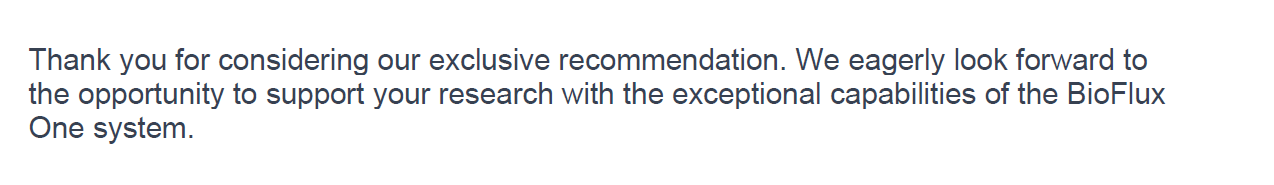 Thank you for considering our exclusive recommendation. We eagerly look forward to
the opportunity to support your research with the exceptional capabilities of the BioFlux
One system.